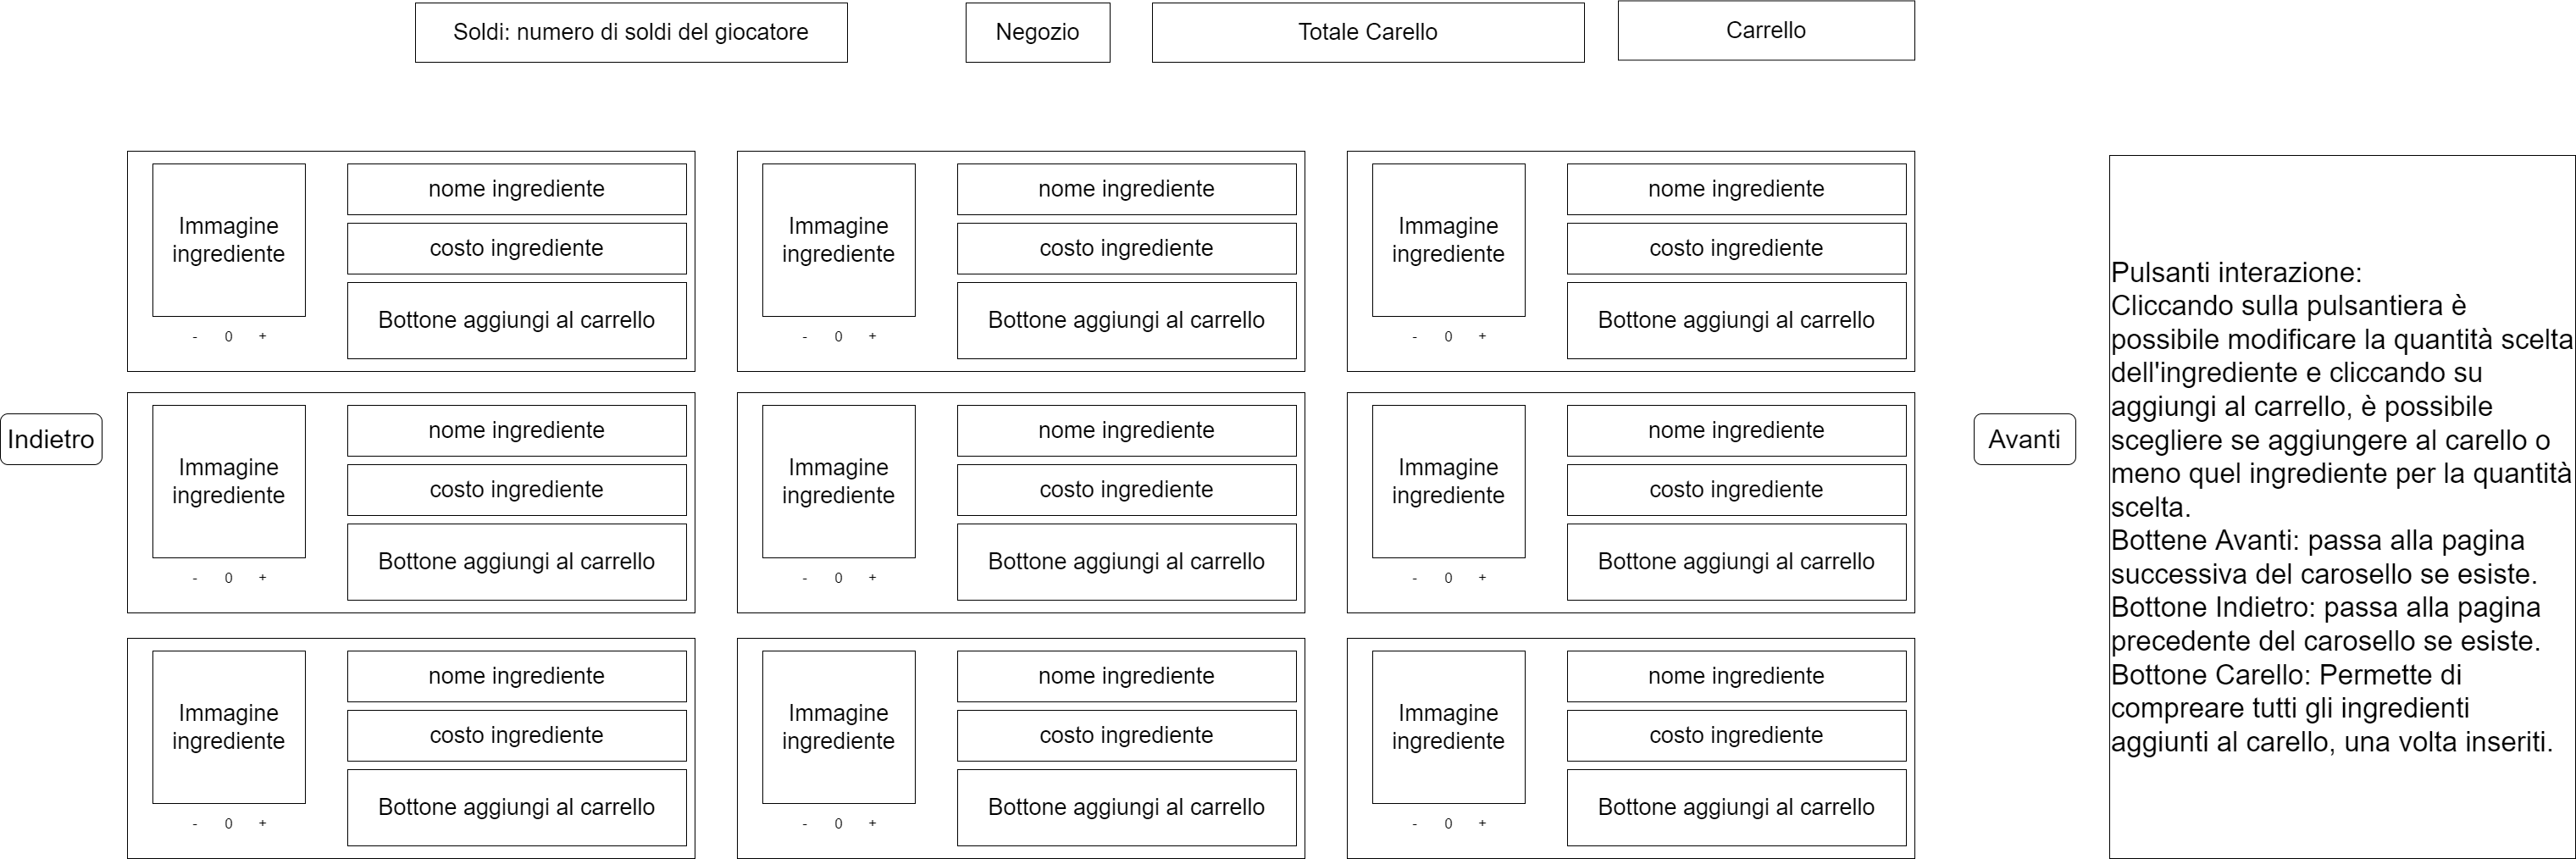 Soldi: numero di soldi del giocatore
Negozio
Totale Carello
Carrello
Immagine
ingrediente
- 0 +
nome ingrediente
costo ingrediente
Bottone aggiungi al carrello
Immagine
ingrediente
- 0 +
nome ingrediente
costo ingrediente
Bottone aggiungi al carrello
Immagine
ingrediente
- 0 +
nome ingrediente
costo ingrediente
Bottone aggiungi al carrello
Indietro
Immagine
ingrediente
- 0 +
nome ingrediente
costo ingrediente
Bottone aggiungi al carrello
Immagine
ingrediente
- 0 +
nome ingrediente
costo ingrediente
Bottone aggiungi al carrello
Immagine
ingrediente
- 0 +
nome ingrediente
costo ingrediente
Bottone aggiungi al carrello
Avanti
Immagine
ingrediente
- 0 +
nome ingrediente
costo ingrediente
Bottone aggiungi al carrello
Immagine
ingrediente
- 0 +
nome ingrediente
costo ingrediente
Bottone aggiungi al carrello
Immagine
ingrediente
- 0 +
nome ingrediente
costo ingrediente
Bottone aggiungi al carrello
Pulsanti interazione:
Cliccando sulla pulsantiera è
possibile modificare la quantità scelta
dell'ingrediente e cliccando su
aggiungi al carrello, è possibile
scegliere se aggiungere al carello o
meno quel ingrediente per la quantità
scelta.
Bottene Avanti: passa alla pagina
successiva del carosello se esiste.
Bottone Indietro: passa alla pagina
precedente del carosello se esiste.
Bottone Carello: Permette di
compreare tutti gli ingredienti
aggiunti al carello, una volta inseriti.